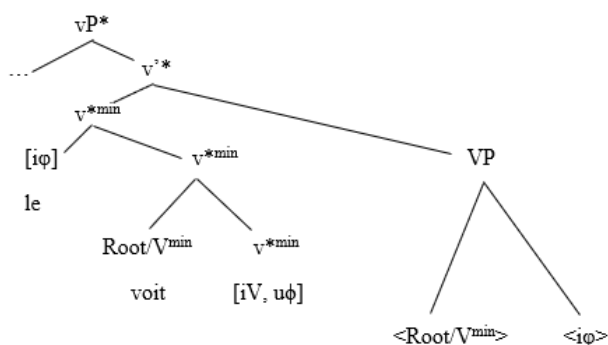 vP*
… v’*
v*min
[iφ] v*min VP
le
Root/Vmin v*min
voit [iV, uϕ]
<Root/Vmin> <iφ>